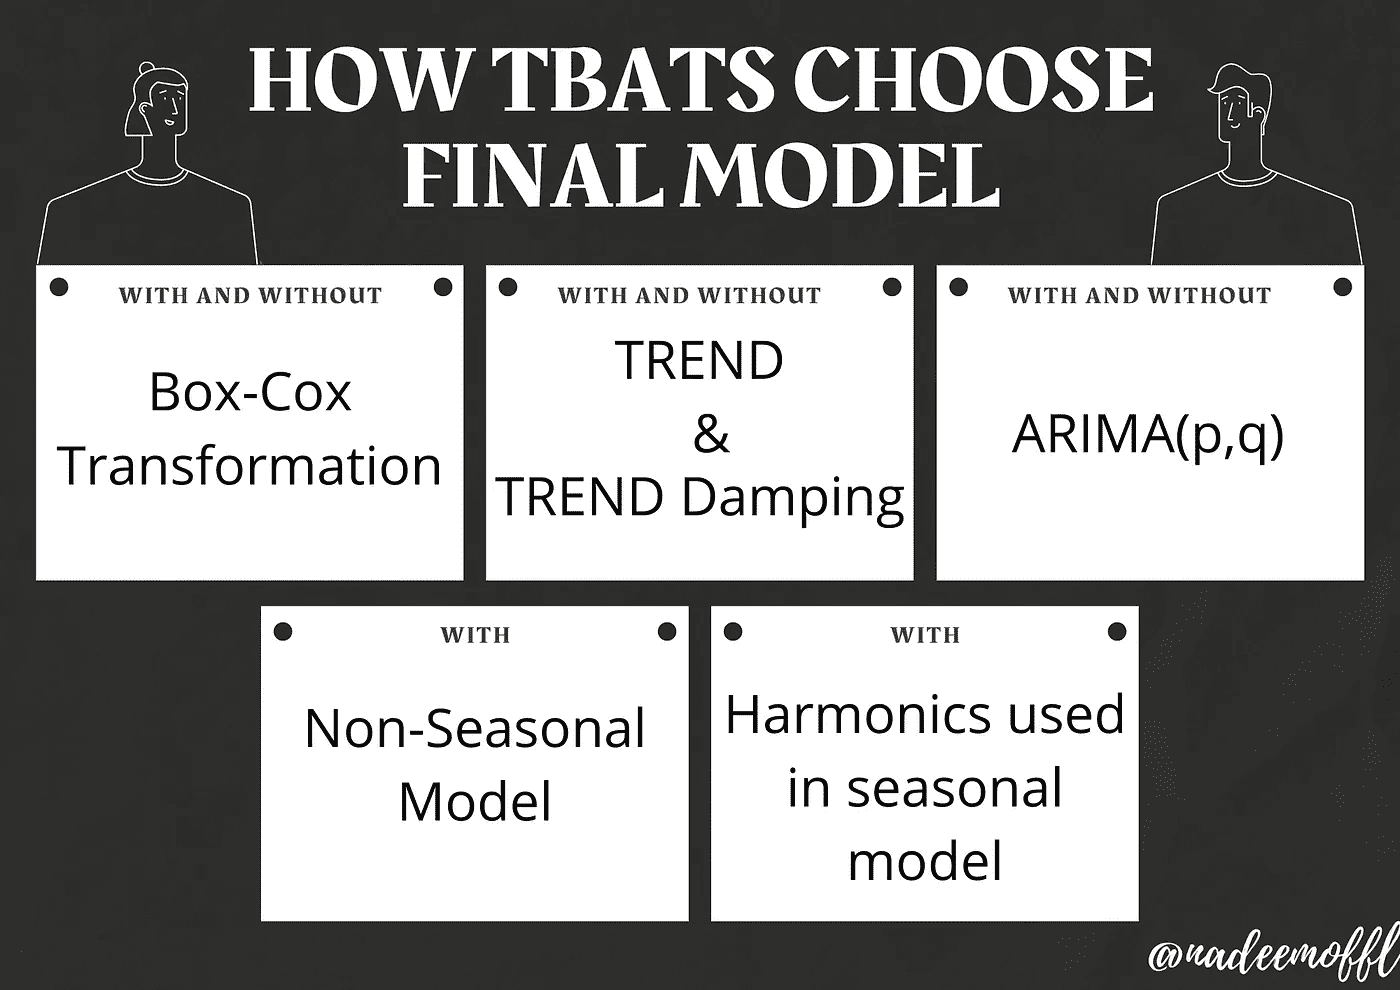 HOW TBATS CHOOSE
FINAL MODEL
WITH AND WITHOUT
Box-Cox
Transformation
WITH AND WITHOUT
TREND
&
TREND Damping
WITH AND WITHOUT
ARIMA(p,q)
WITH
Non-Seasonal
Model
WITH
Harmonics used
in seasonal
model
@nadeemoffl